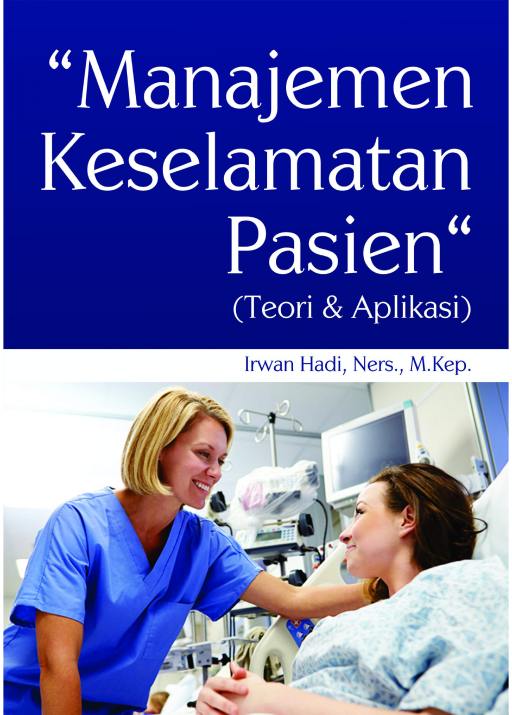 “Manajemen
Keselamatan
Pasien“
(Teori & Aplikasi)
Irwan Hadi, Ners., M.Kep.